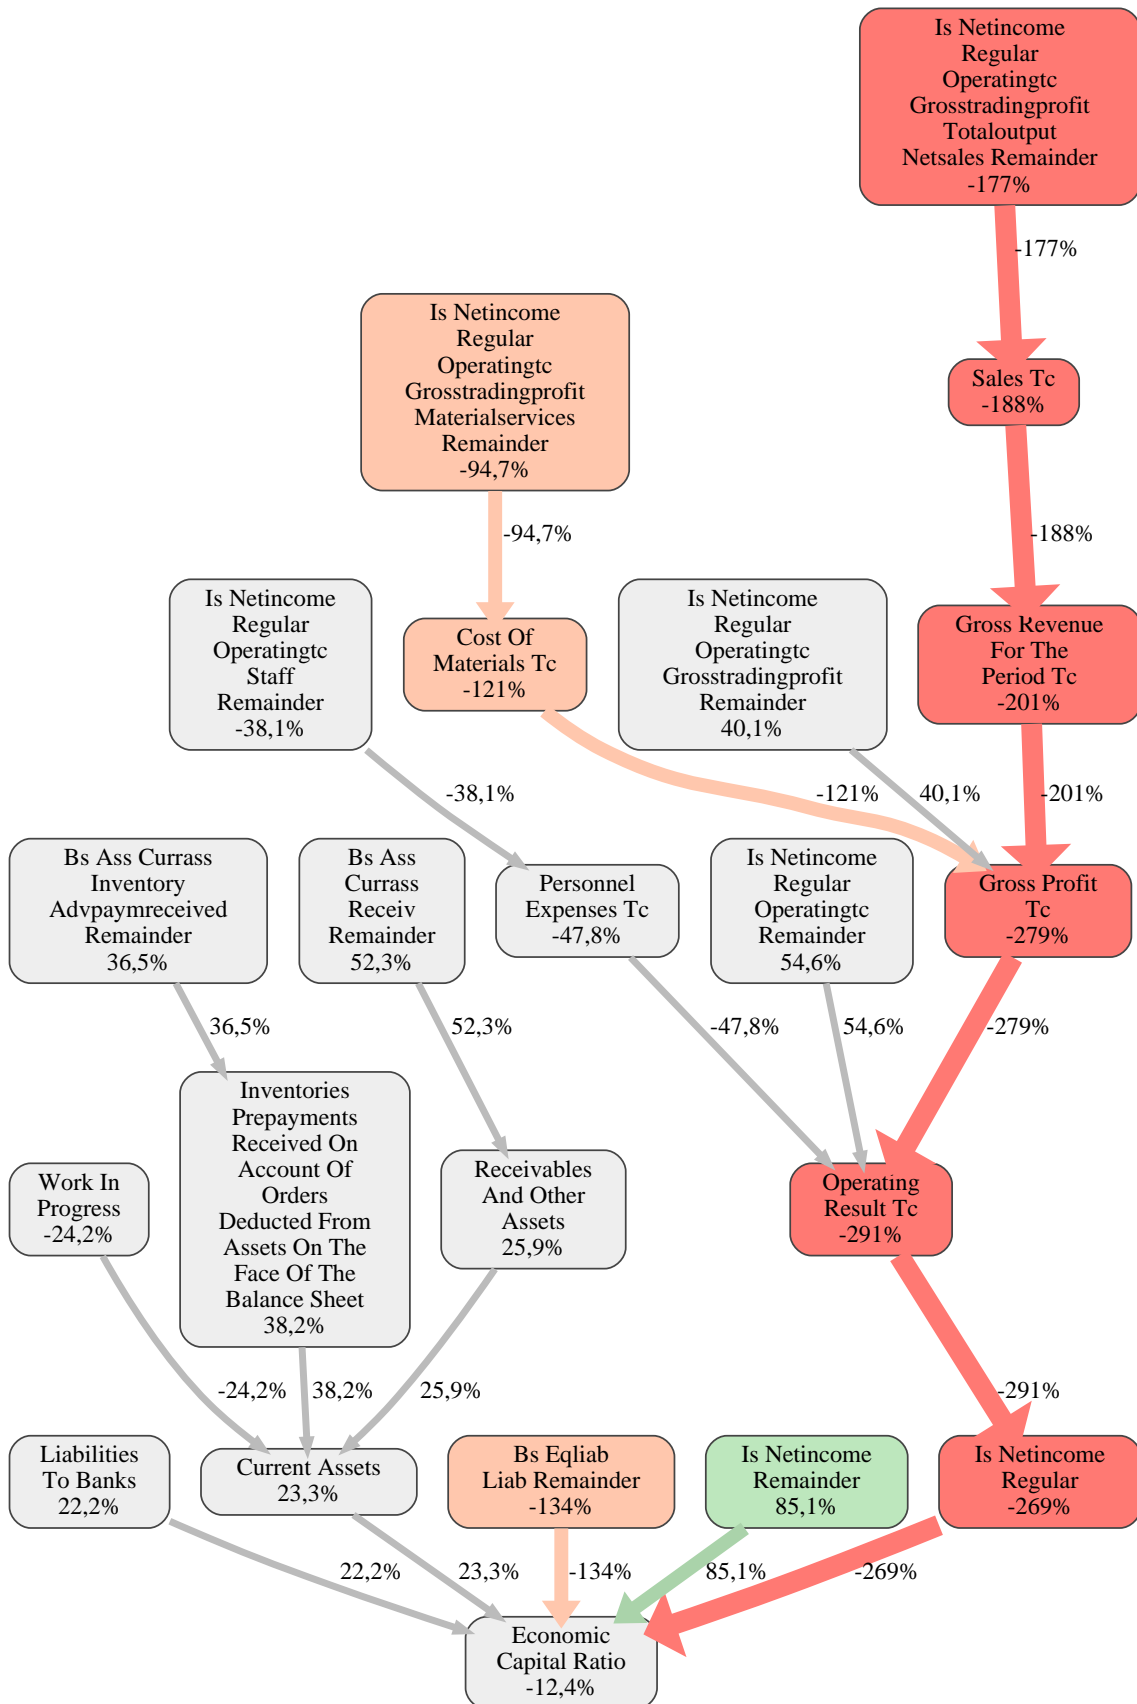 Is Netincome
Regular
Operatingtc
Grosstradingprofit
Totaloutput
Netsales Remainder
-177%
-177%
Is Netincome
Regular
Operatingtc
Grosstradingprofit
Materialservices
Remainder
-94,7%
Sales Tc
-188%
-94,7%
-188%
Is Netincome
Regular
Operatingtc
Staff
Remainder
-38,1%
Cost Of
Materials Tc
-121%
Is Netincome
Regular
Operatingtc
Grosstradingprofit
Remainder
40,1%
Gross Revenue
For The
Period Tc
-201%
-38,1%
-121%
40,1%
-201%
Bs Ass Currass
Inventory
Advpaymreceived
Remainder
36,5%
Bs Ass
Currass
Receiv
Remainder
52,3%
Personnel
Expenses Tc
-47,8%
Is Netincome
Regular
Operatingtc
Remainder
54,6%
Gross Profit
Tc
-279%
36,5%
52,3%
-47,8%
54,6%
-279%
Work In
Progress
-24,2%
Inventories
Prepayments
Received On
Account Of
Orders
Deducted From
Assets On The
Face Of The
Balance Sheet
38,2%
Receivables
And Other
Assets
25,9%
Operating
Result Tc
-291%
-24,2%
38,2%
25,9%
-291%
Liabilities
To Banks
22,2%
Current Assets
23,3%
Bs Eqliab
Liab Remainder
-134%
Is Netincome
Remainder
85,1%
Is Netincome
Regular
-269%
22,2%
23,3%
-134%
85,1%
-269%
Economic
Capital Ratio
-12,4%